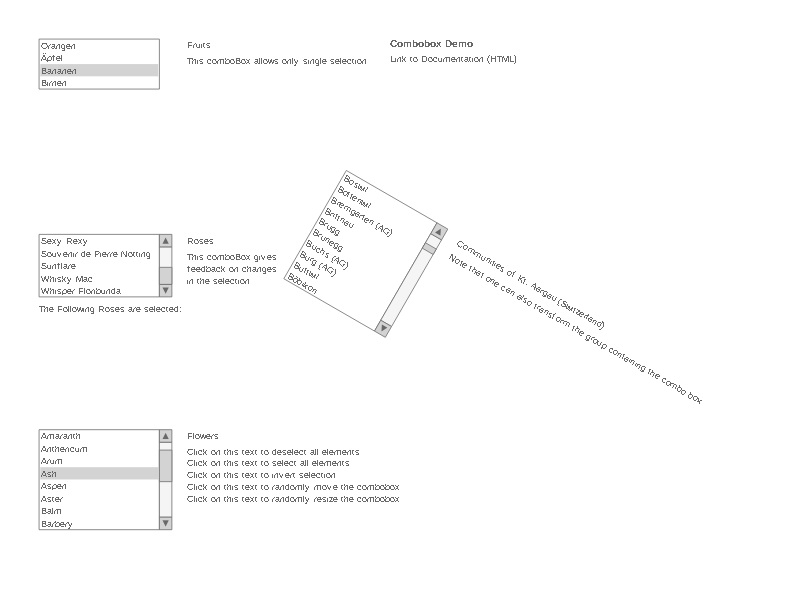 Orangen
Äpfel
Bananen
Birnen
Fruits
This comboBox allows only single selection
Combobox Demo
Link to Documentation (HTML)
Boswil
Bottenwil
Bremgarten (AG)
Brittnau
Brugg
Brunegg
Buchs (AG)
Burg (AG)
Buttwil
Böbikon
Communities of Kt. Aargau (Switzerland)
Note that one can also transform the group containing the combo box
Sexy Rexy
Souvenir de Pierre Notting
Sunflare
Whisky Mac
Whisper Floribunda
Roses
This comboBox gives
feedback on changes
in the selection
The Following Roses are selected:
Amaranth
Anthericum
Arum
Ash
Aspen
Aster
Balm
Barbery
Flowers
Click on this text to deselect all elements
Click on this text to select all elements
Click on this text to invert selection
Click on this text to randomly move the combobox
Click on this text to randomly resize the combobox